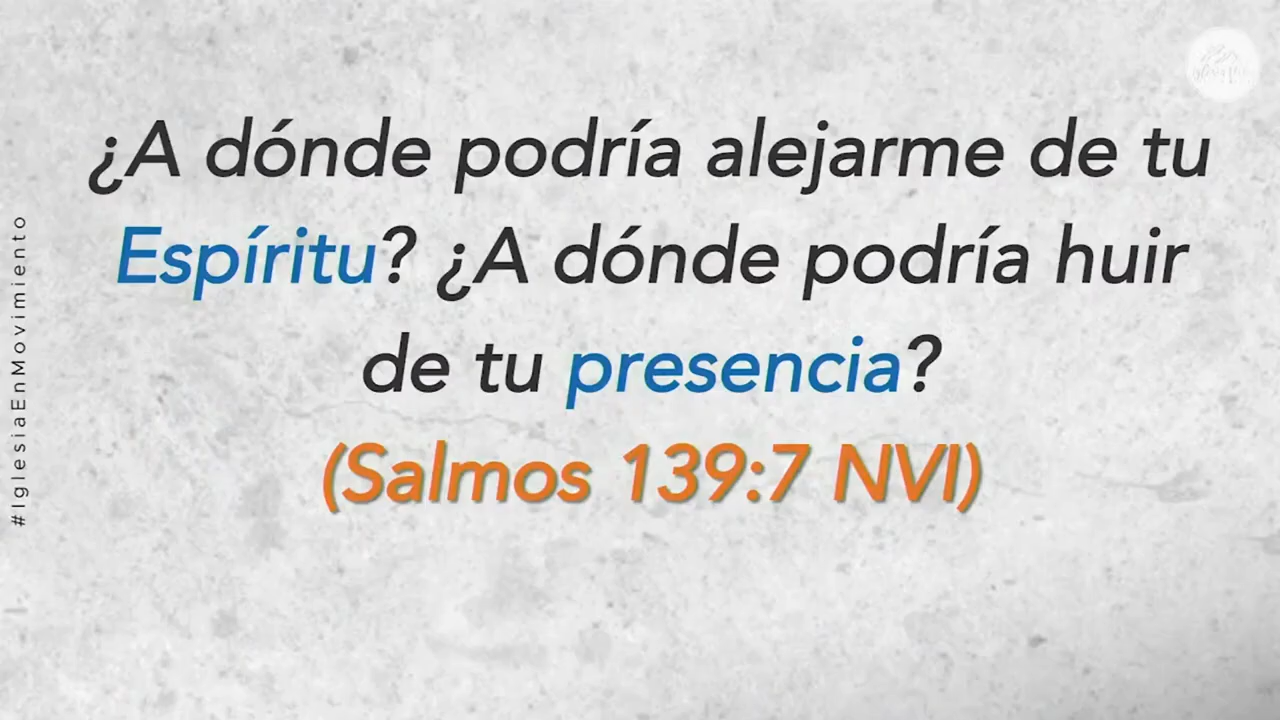 ¿A dónde podría alejarme de tu
Espíritu? ¿A dónde podría huir
de tu presencia?
(Salmos 139:7 NVI)
#IglesiaEnMovimiento